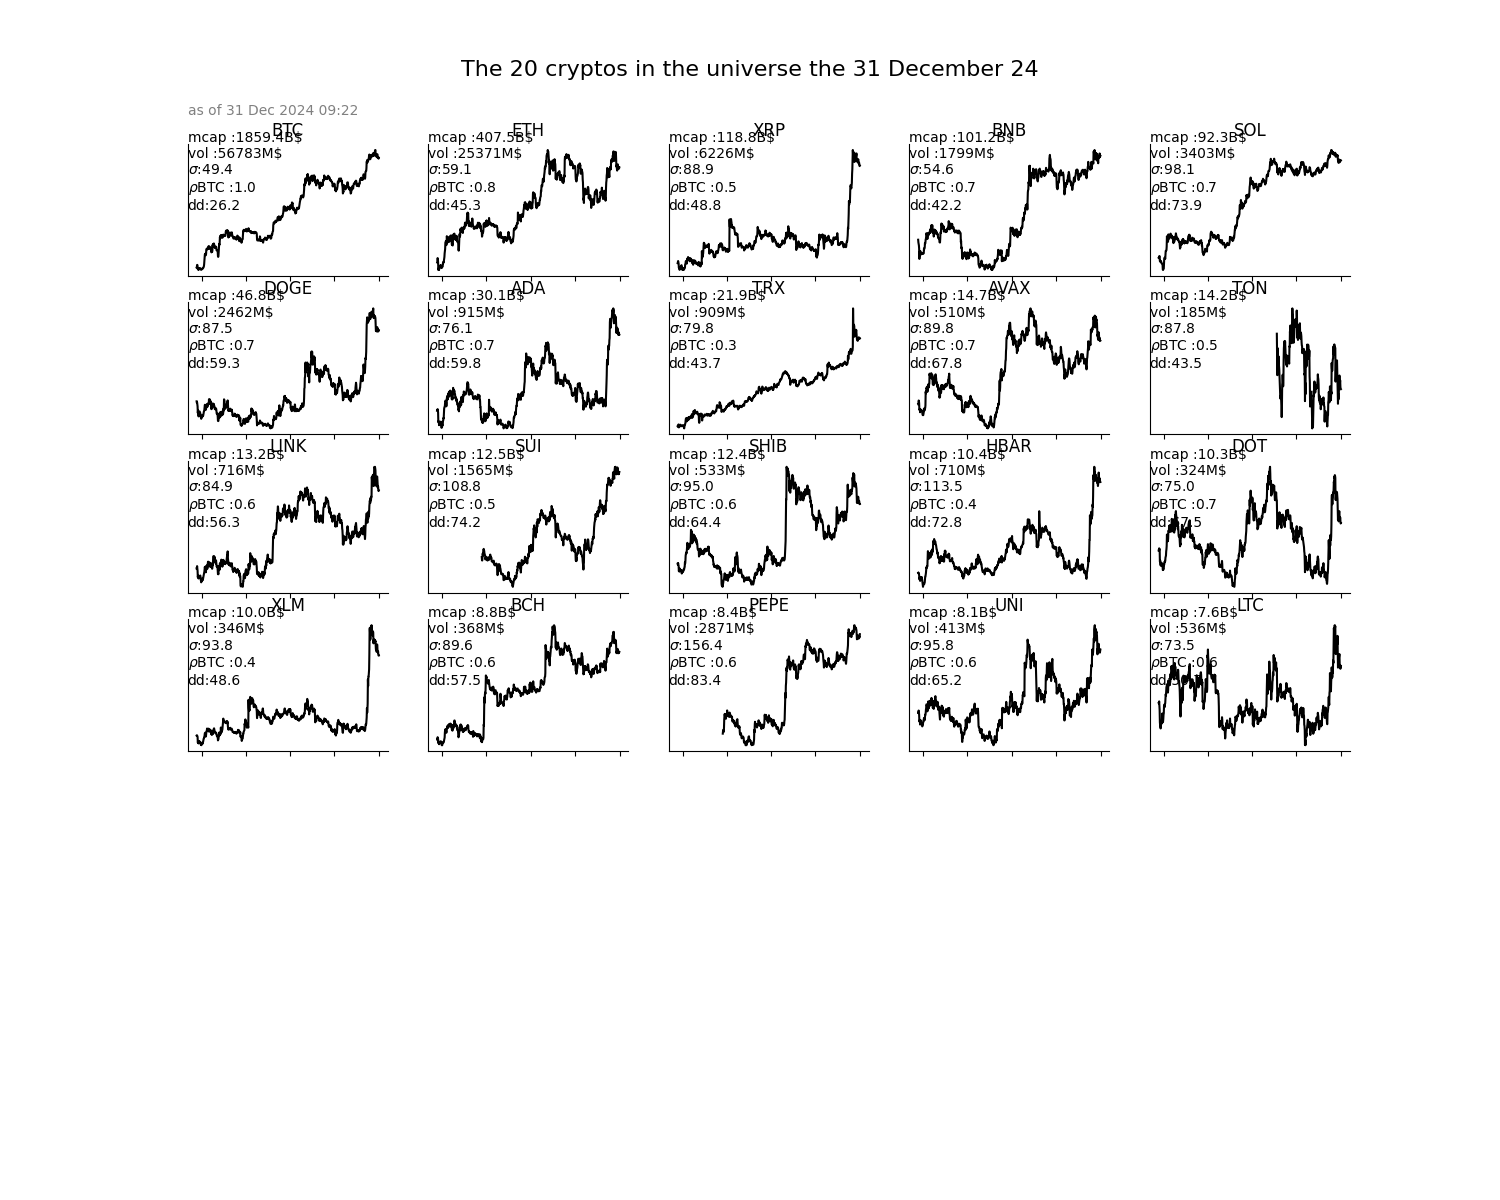 The 20 cryptos in the universe the 31 December 24
as of 31 Dec 2024 09:22
BTC
mcap :1859.4B$
vol :56783M$
σ:49.4
ρBTC :1.0
dd:26.2
ETH
mcap :407.5B$
vol :25371M$
σ:59.1
ρBTC :0.8
dd:45.3
XRP
mcap :118.8B$
vol :6226M$
σ:88.9
ρBTC :0.5
dd:48.8
BNB
mcap :101.2B$
vol :1799M$
σ:54.6
ρBTC :0.7
dd:42.2
SOL
mcap :92.3B$
vol :3403M$
σ:98.1
ρBTC :0.7
dd:73.9
DOGE
mcap :46.8B$
vol :2462M$
σ:87.5
ρBTC :0.7
dd:59.3
ADA
mcap :30.1B$
vol :915M$
σ:76.1
ρBTC :0.7
dd:59.8
TRX
mcap :21.9B$
vol :909M$
σ:79.8
ρBTC :0.3
dd:43.7
AVAX
mcap :14.7B$
vol :510M$
σ:89.8
ρBTC :0.7
dd:67.8
TON
mcap :14.2B$
vol :185M$
σ:87.8
ρBTC :0.5
dd:43.5
LINK
mcap :13.2B$
vol :716M$
σ:84.9
ρBTC :0.6
dd:56.3
SUI
mcap :12.5B$
vol :1565M$
σ:108.8
ρBTC :0.5
dd:74.2
SHIB
mcap :12.4B$
vol :533M$
σ:95.0
ρBTC :0.6
dd:64.4
HBAR
mcap :10.4B$
vol :710M$
σ:113.5
ρBTC :0.4
dd:72.8
DOT
mcap :10.3B$
vol :324M$
σ:75.0
ρBTC :0.7
XLM
mcap :10.0B$
vol :346M$
σ:93.8
ρBTC :0.4
dd:48.6
BCH
mcap :8.8B$
vol :368M$
σ:89.6
ρBTC :0.6
dd:57.5
PEPE
mcap :8.4B$
vol :2871M$
σ:156.4
ρBTC :0.6
dd:83.4
UNI
mcap :8.1B$
vol :413M$
σ:95.8
ρBTC :0.6
dd:65.2
LTC
mcap :7.6B$
vol :536M$
σ:73.5
ρBTC :0.6